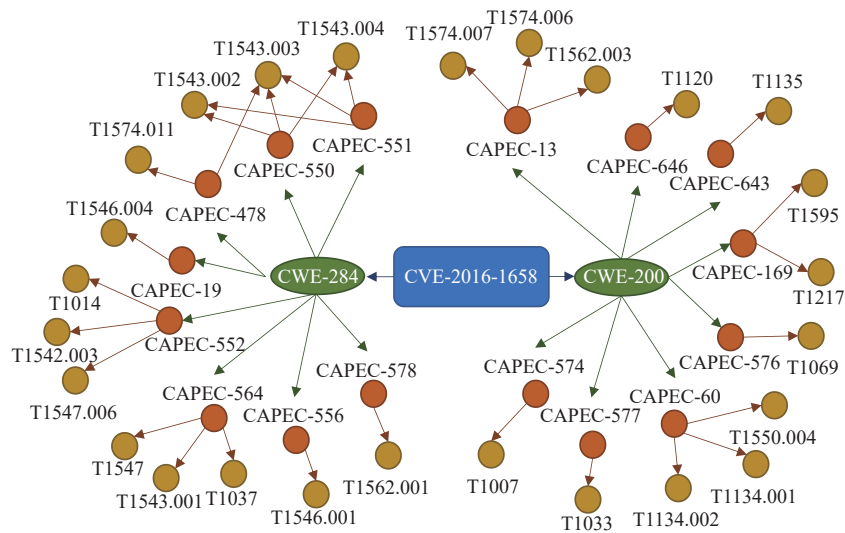 T1543.004
T1574.006
T1543.003
T1574.007
T1562.003
T1543.002
T1120
T1135
T1574.011
CAPEC-551
CAPEC-13
CAPEC-550
CAPEC-646
CAPEC-643
CAPEC-478
T1546.004
T1595
CAPEC-169
CWE-284
CVE-2016-1658
CWE-200
CAPEC-19
T1014
T1217
CAPEC-552
T1542.003
CAPEC-576
T1069
CAPEC-578
CAPEC-574
T1547.006
CAPEC-564
CAPEC-556
CAPEC-577
CAPEC-60
T1550.004
T1547
T1543.001
T1037
T1562.001
T1007
T1134.001
T1546.001
T1033
T1134.002